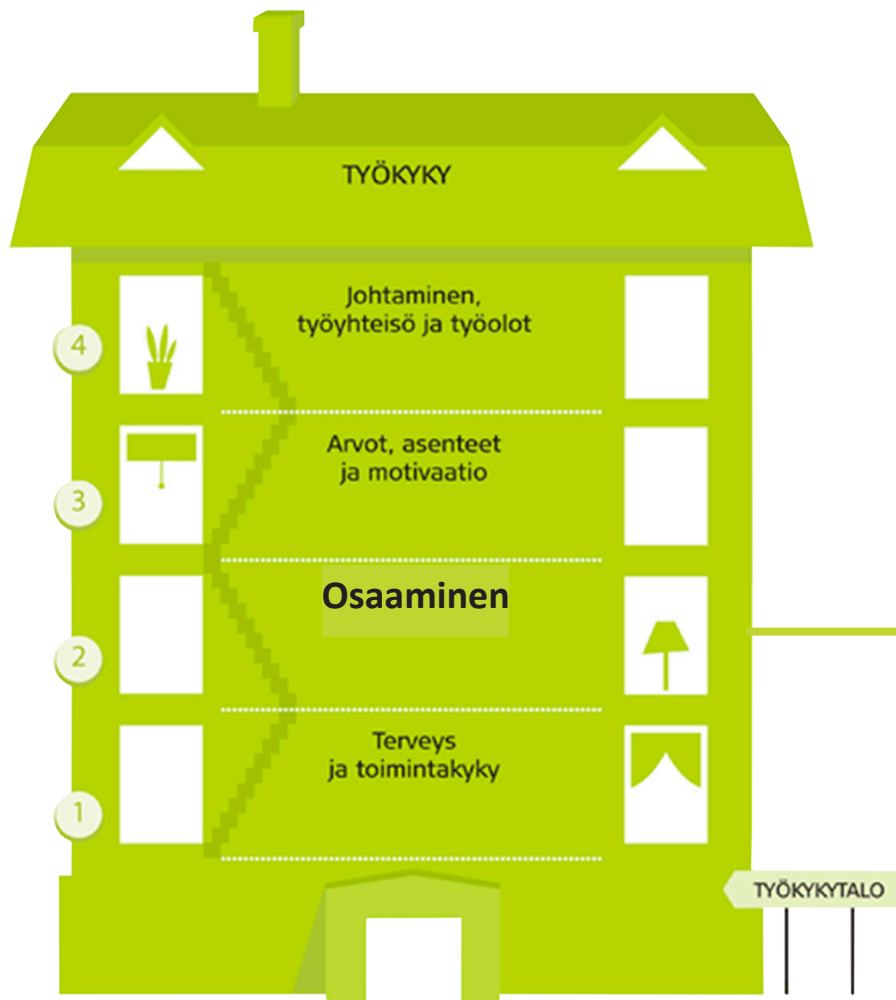 TYÖKYKY
Johtaminen,
työyhteisö ja työolot
4
Arvot, asenteet
ja motivaatio
3
Osaaminen
2
Terveys
ja toimintakyky
1
TYÖKYKYTALO